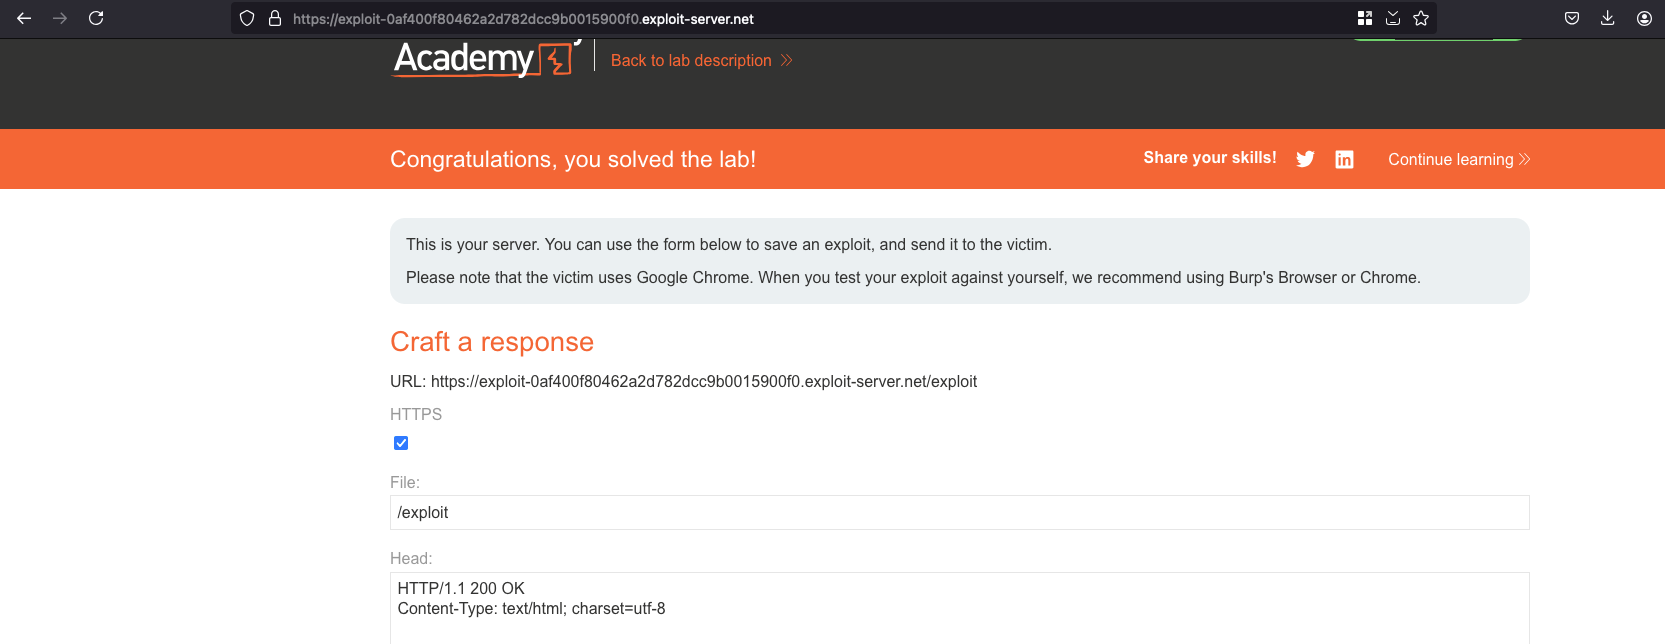 https://exploit-0af400f80462a2d782dcc9b0015900f0.exploit-server.net
Academy
Back to lab description
Congratulations, you solved the lab!
Share your skills!
Continue learning
This is your server. You can use the form below to save an exploit, and send it to the victim.
Please note that the victim uses Google Chrome. When you test your exploit against yourself, we recommend using Burp's Browser or Chrome.
Craft a response
URL: https://exploit-0af400f80462a2d782dcc9b0015900f0.exploit-server.net/exploit
HTTPS
File:
/exploit
Head:
HTTP/1.1 200 OK
Content-Type: text/html; charset=utf-8